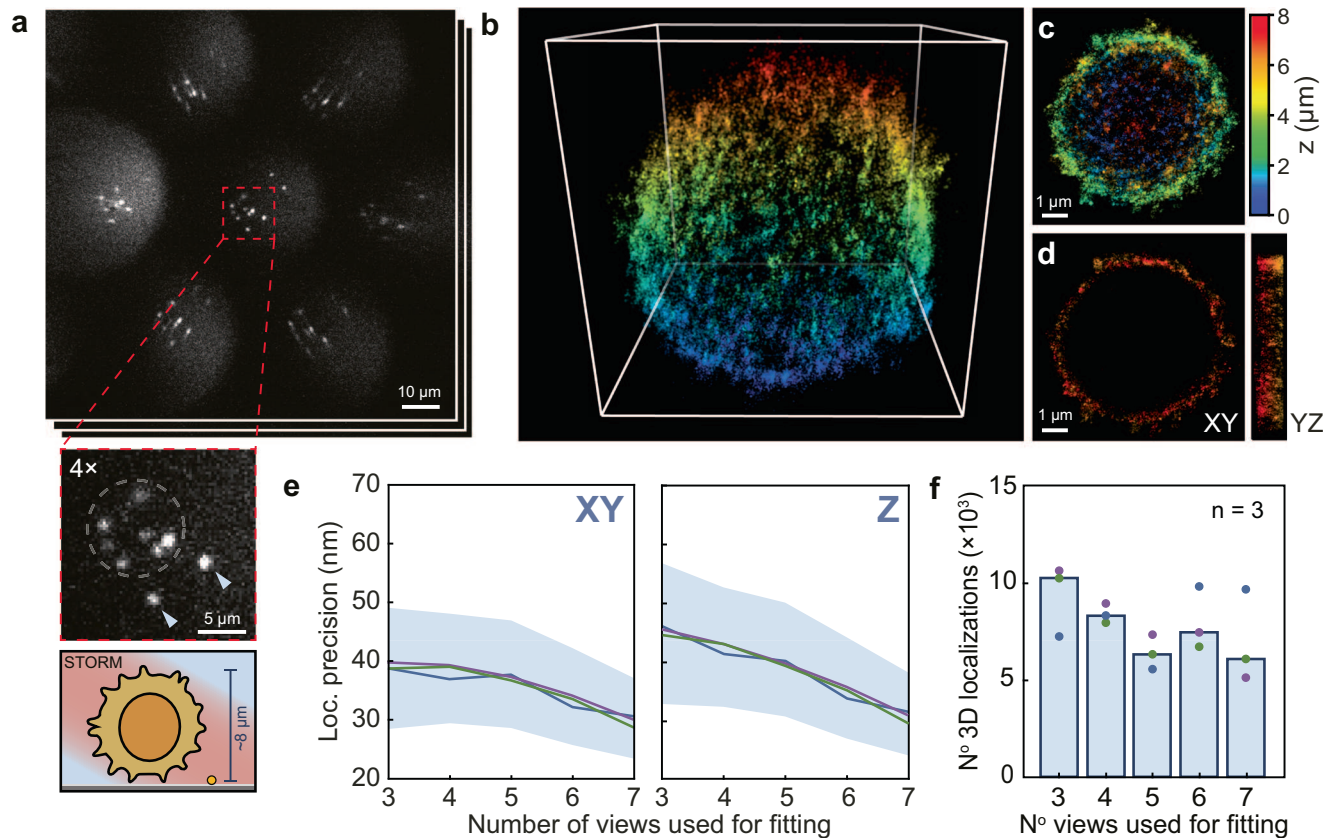 a
10 µm
4×
5 µm
STORM
~8 µm
b
c
1 µm
8
6
4
2
0
z (µm)
d
1 µm
XY
YZ
e
XY
Z
70
60
50
40
30
20
Loc. precision (nm)
3 4 5 6 7
3 4 5 6 7
Number of views used for fitting
f
n = 3
15
10
5
0
Nº 3D localizations (×10³)
3 4 5 6 7
Nº views used for fitting